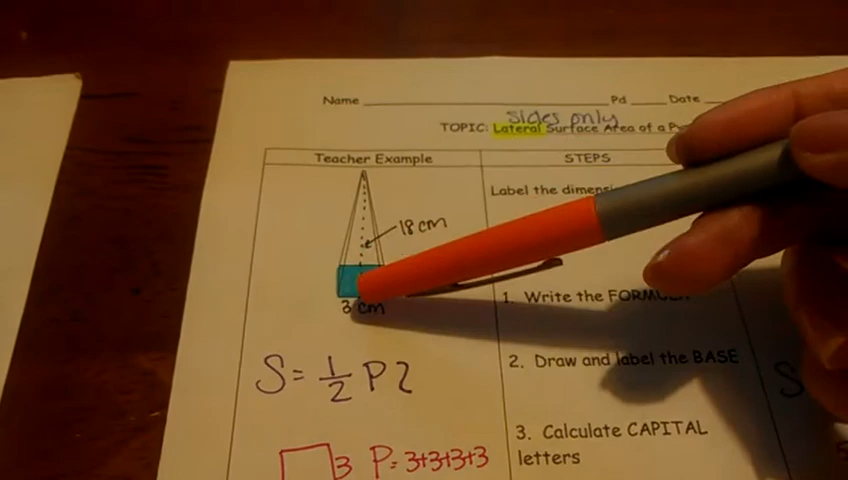 Name Pd Date
sides only
TOPIC: Lateral Surface Area of a
Teacher Example
STEPS
Label the
18 cm
3 cm
1. Write the
S = 1/2 Pl
2. Draw and label the BASE
3. Calculate CAPITAL
letters
3 P = 3+3+3+3